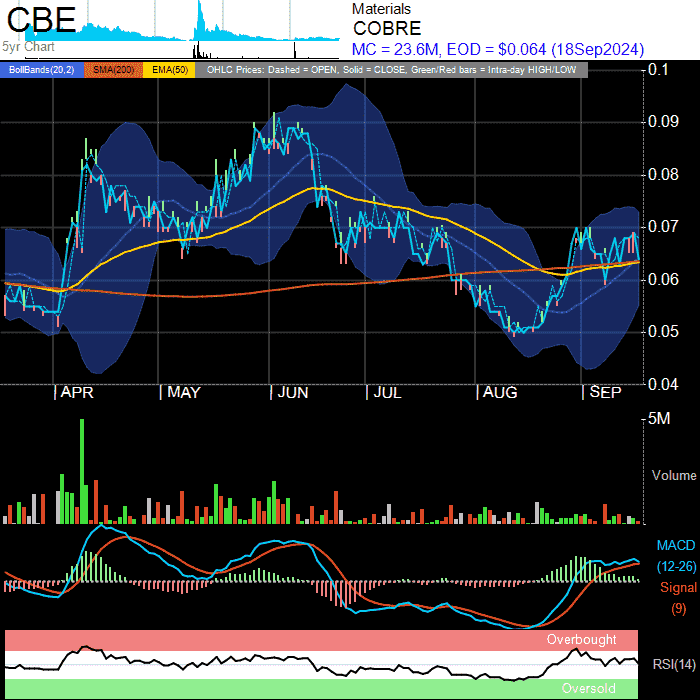 CBE
Materials
COBRE
5yr Chart
MC = 23.6M, EOD = $0.064 (18Sep2024)
BollBands(20,2) SMA(200) EMA(50) OHLC Prices: Dashed = OPEN, Solid = CLOSE, Green/Red bars = Intra-day HIGH/LOW
0.1
0.09
0.08
0.07
0.06
0.05
0.04
APR MAY JUN JUL AUG SEP
5M
Volume
MACD
(12-26)
Signal
(9)
Overbought
RSI(14)
Oversold